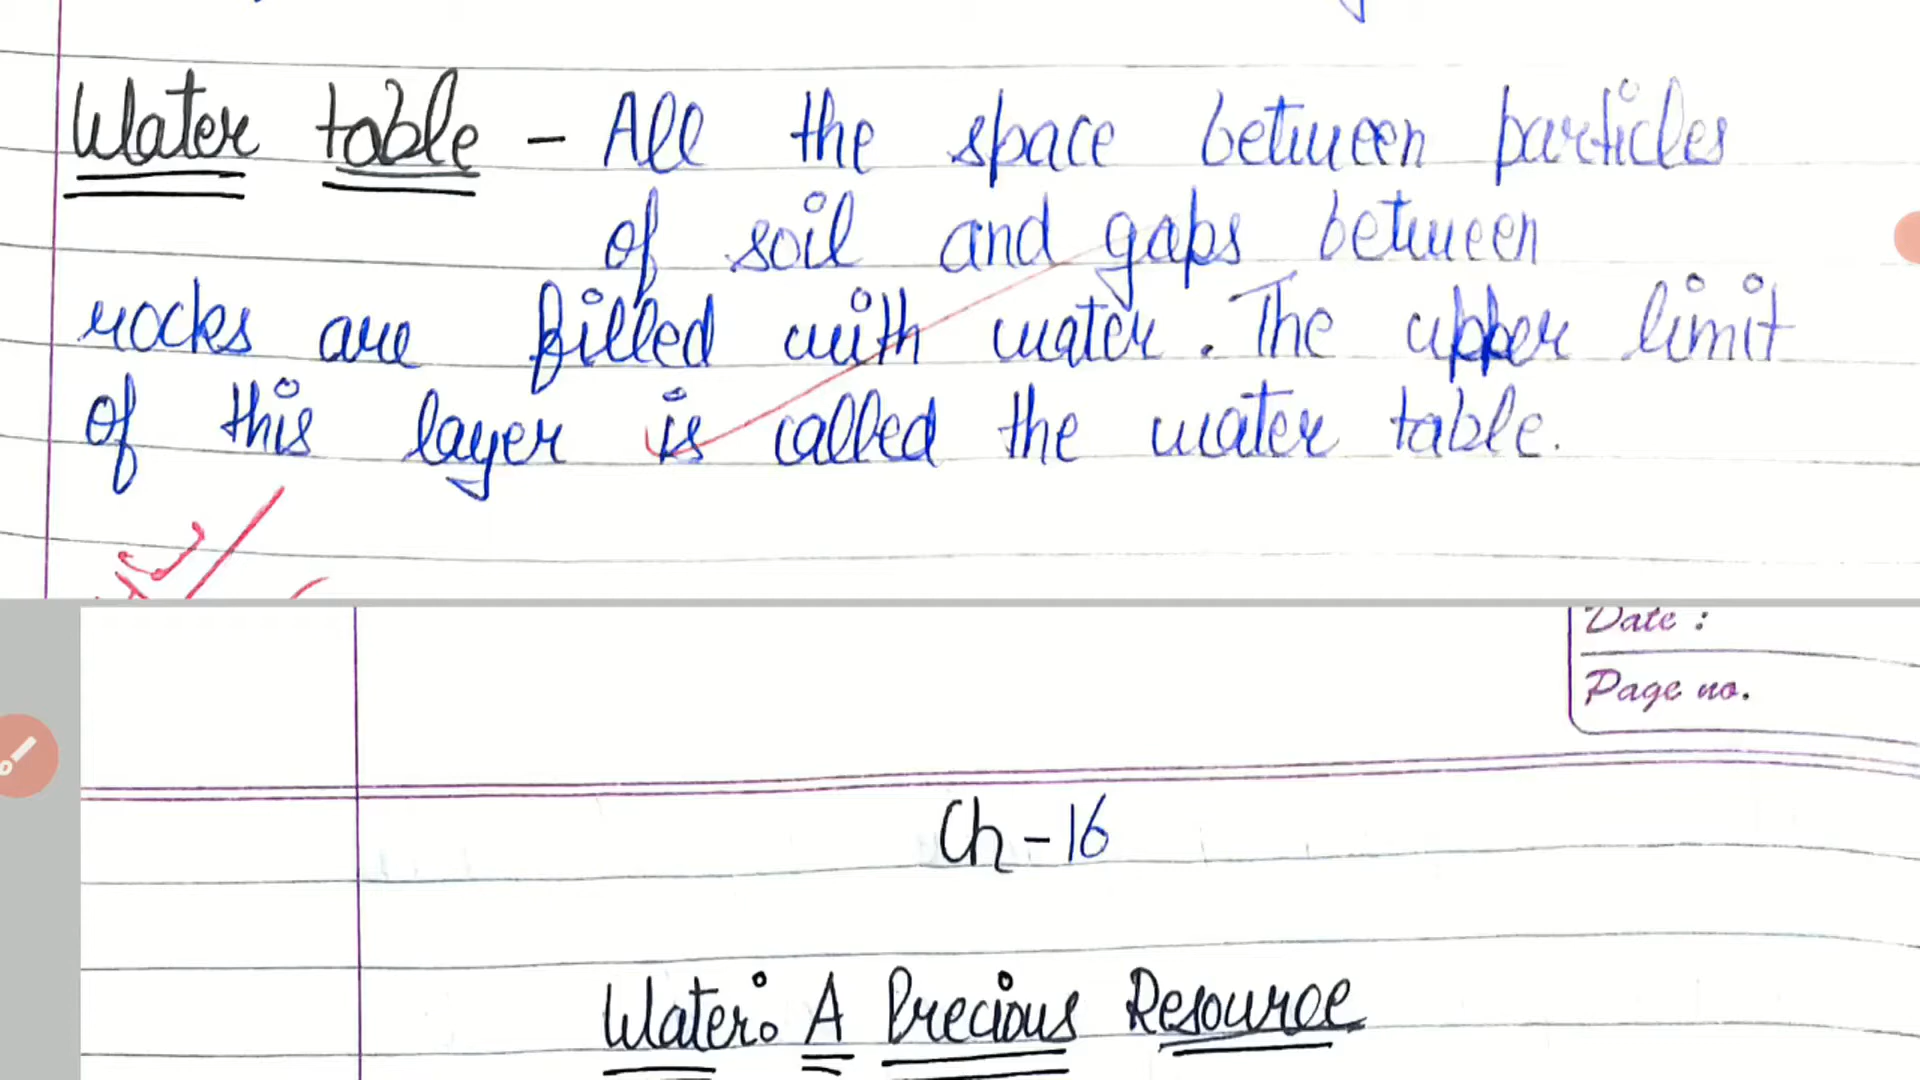 Water table - All the space between particles
of soil and gaps between
rocks are filled with water. The upper limit
of this layer is called the water table.
Date :
Page no.
Ch - 16
Water: A Precious Resource